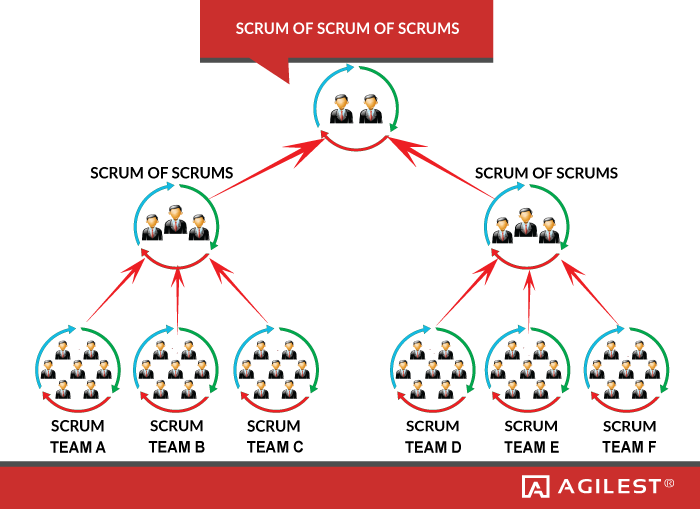 SCRUM OF SCRUM OF SCRUMS
SCRUM OF SCRUMS
SCRUM OF SCRUMS
SCRUM
TEAM A
SCRUM
TEAM B
SCRUM
TEAM C
SCRUM
TEAM D
SCRUM
TEAM E
SCRUM
TEAM F
AGILEST®